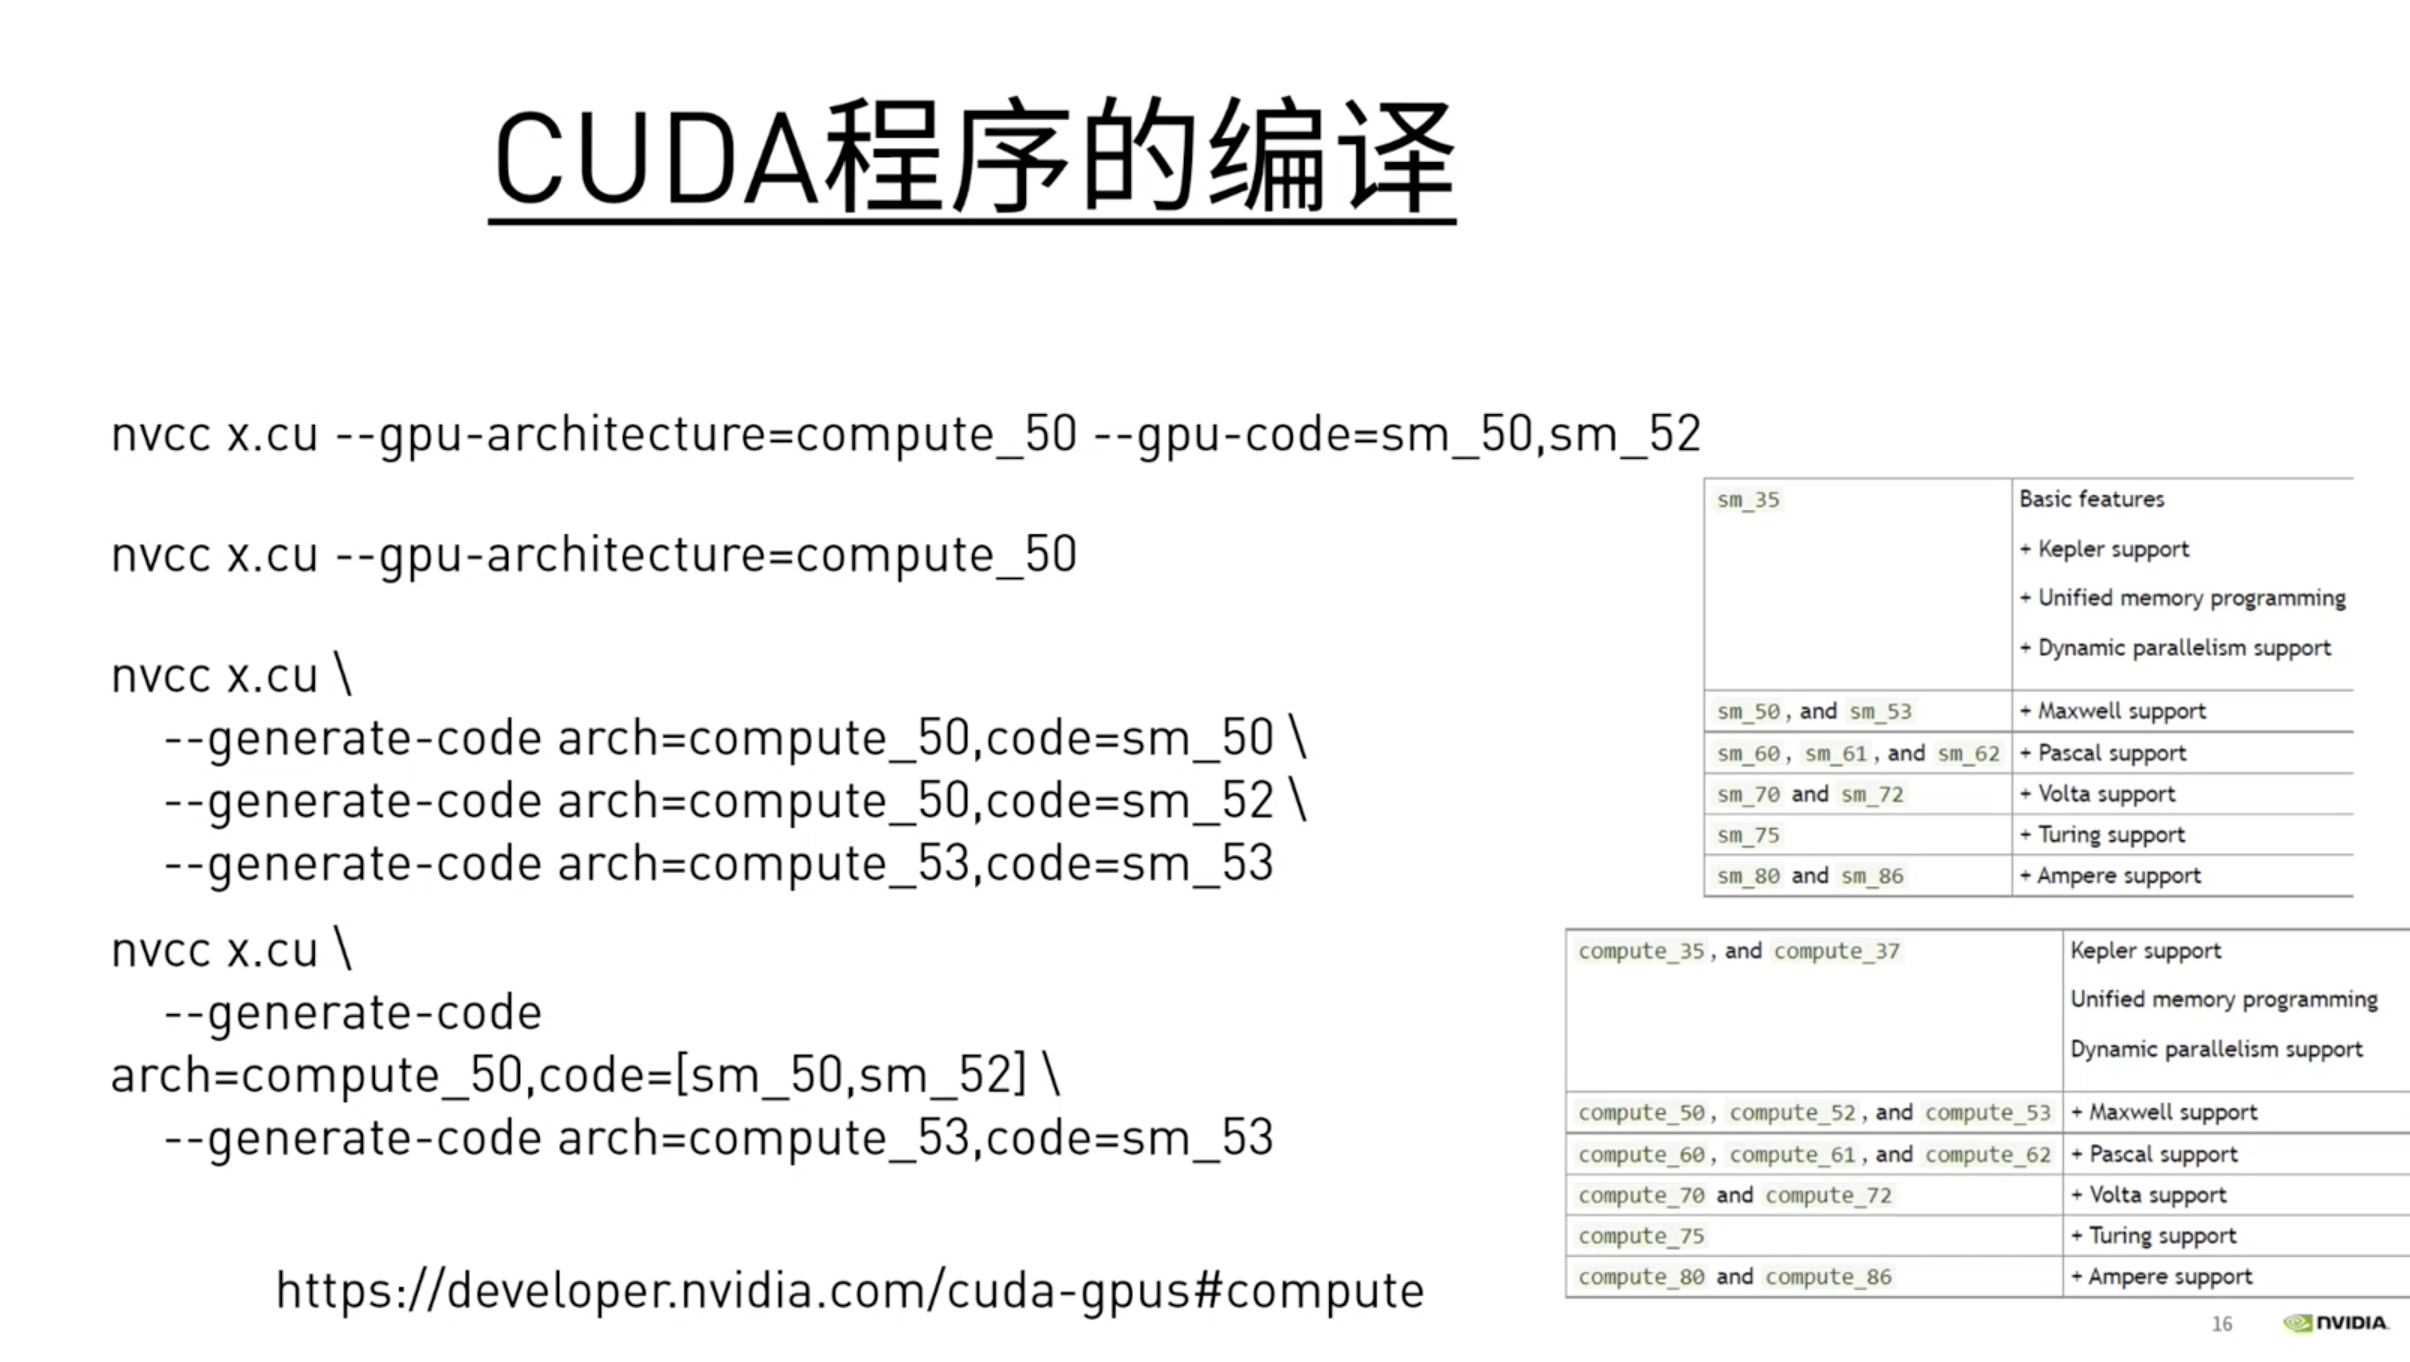 CUDA程序的编译
nvcc x.cu --gpu-architecture=compute_50 --gpu-code=sm_50,sm_52
nvcc x.cu --gpu-architecture=compute_50
nvcc x.cu \
--generate-code arch=compute_50,code=sm_50 \
--generate-code arch=compute_50,code=sm_52 \
--generate-code arch=compute_53,code=sm_53
nvcc x.cu \
--generate-code
arch=compute_50,code=[sm_50,sm_52] \
--generate-code arch=compute_53,code=sm_53
https://developer.nvidia.com/cuda-gpus#compute
sm_35 Basic features
+ Kepler support
+ Unified memory programming
+ Dynamic parallelism support
sm_50, and sm_53 + Maxwell support
sm_60, sm_61, and sm_62 + Pascal support
sm_70 and sm_72 + Volta support
sm_75 + Turing support
sm_80 and sm_86 + Ampere support
compute_35, and compute_37 Kepler support
Unified memory programming
Dynamic parallelism support
compute_50, compute_52, and compute_53 + Maxwell support
compute_60, compute_61, and compute_62 + Pascal support
compute_70 and compute_72 + Volta support
compute_75 + Turing support
compute_80 and compute_86 + Ampere support
16 NVIDIA.